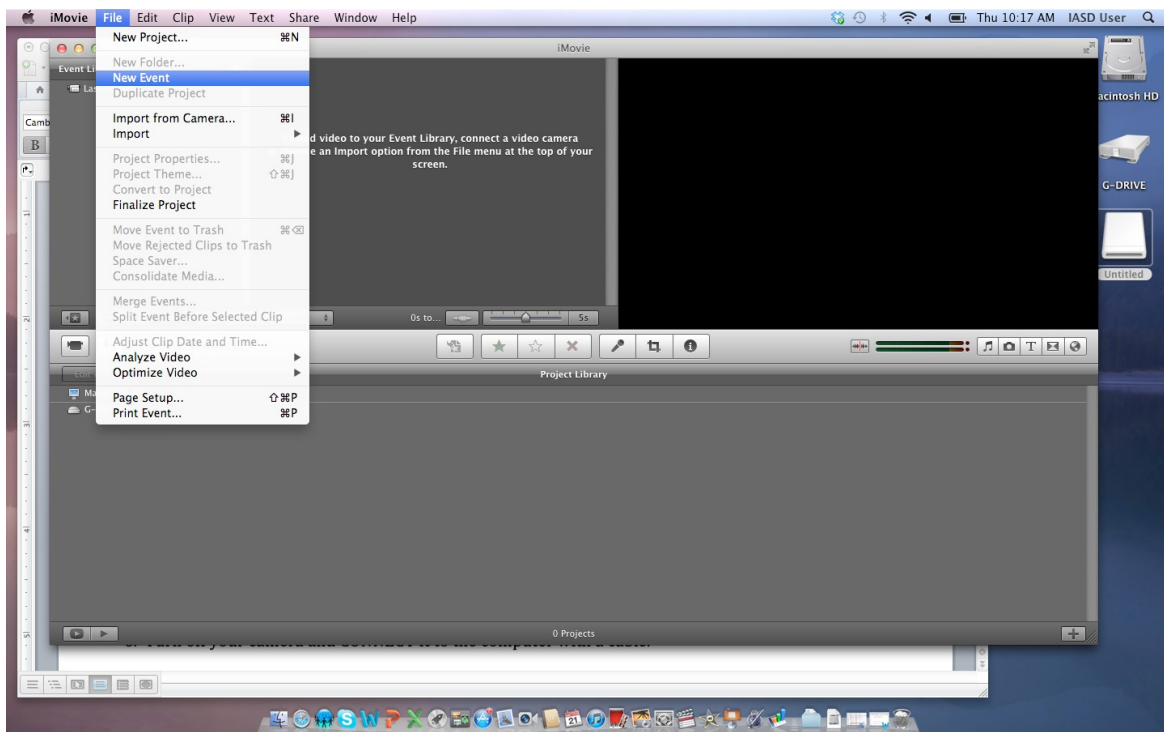 iMovie File Edit Clip View Text Share Window Help
Thu 10:17 AM IASD User
New Project... ⌘N
New Folder...
New Event
Duplicate Project
Import from Camera... ⌘I
Import
Project Properties... ⌘J
Project Theme... ⇧⌘J
Convert to Project
Finalize Project
Move Event to Trash ⌘⌫
Move Rejected Clips to Trash
Space Saver...
Consolidate Media...
Merge Events...
Split Event Before Selected Clip
Adjust Clip Date and Time...
Analyze Video
Optimize Video
Page Setup... ⇧⌘P
Print Event... ⌘P
iMovie
Event Li
Las
Camb
B
d video to your Event Library, connect a video camera
e an Import option from the File menu at the top of your
screen.
0s to... 5s
T
Project Library
Ma
G-
0 Projects
acintosh HD
G-DRIVE
Untitled